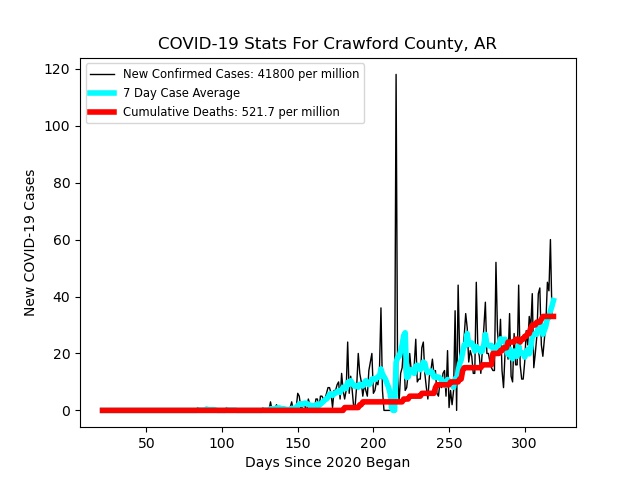 COVID-19 Stats For Crawford County, AR
New Confirmed Cases: 41800 per million
7 Day Case Average
Cumulative Deaths: 521.7 per million
New COVID-19 Cases
120
100
80
60
40
20
0
50 100 150 200 250 300
Days Since 2020 Began